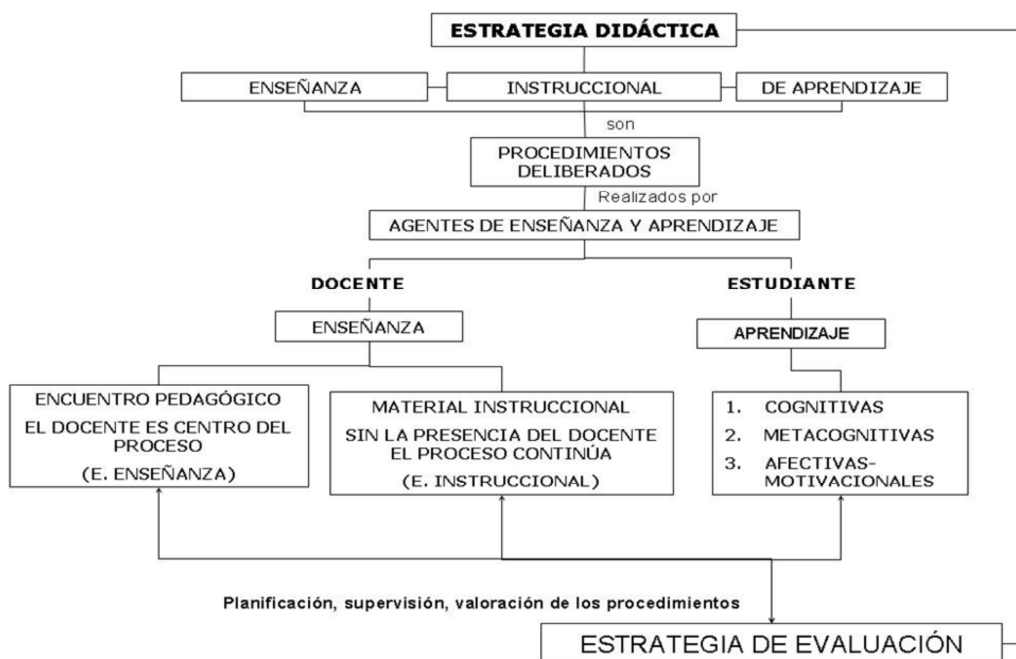 ESTRATEGIA DIDÁCTICA
ENSEÑANZA
INSTRUCCIONAL
DE APRENDIZAJE
son
PROCEDIMIENTOS
DELIBERADOS
Realizados por
AGENTES DE ENSEÑANZA Y APRENDIZAJE
DOCENTE
ESTUDIANTE
ENSEÑANZA
APRENDIZAJE
ENCUENTRO PEDAGÓGICO
EL DOCENTE ES CENTRO DEL
PROCESO
(E. ENSEÑANZA)
MATERIAL INSTRUCCIONAL
SIN LA PRESENCIA DEL DOCENTE
EL PROCESO CONTINÚA
(E. INSTRUCCIONAL)
1. COGNITIVAS
2. METACOGNITIVAS
3. AFECTIVAS-
MOTIVACIONALES
Planificación, supervisión, valoración de los procedimientos
ESTRATEGIA DE EVALUACIÓN